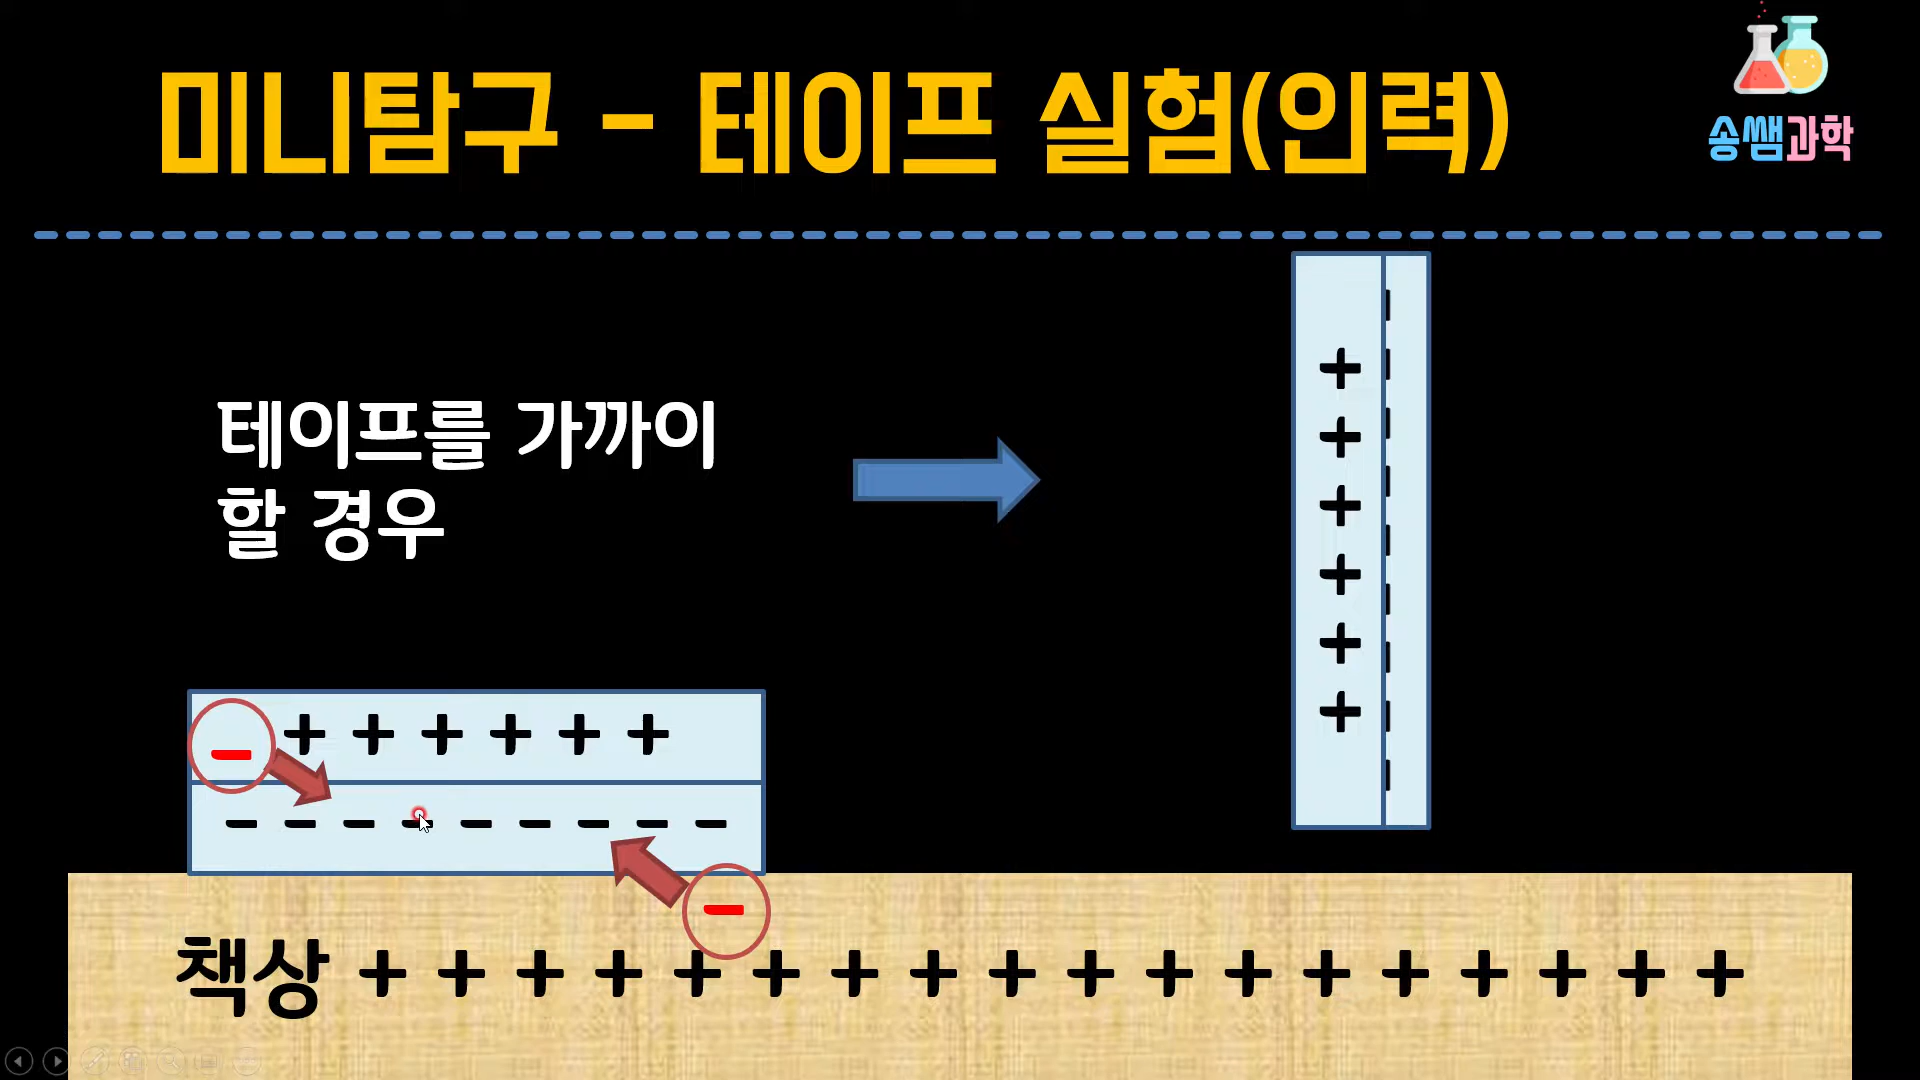 미니탐구 - 테이프 실험(인력)
송쌤과학
테이프를 가까이
할 경우
+
+
+
+
+
+
- + + + + + +
- - - - - - - - -
-
책상 + + + + + + + + + + + + + + + + + +